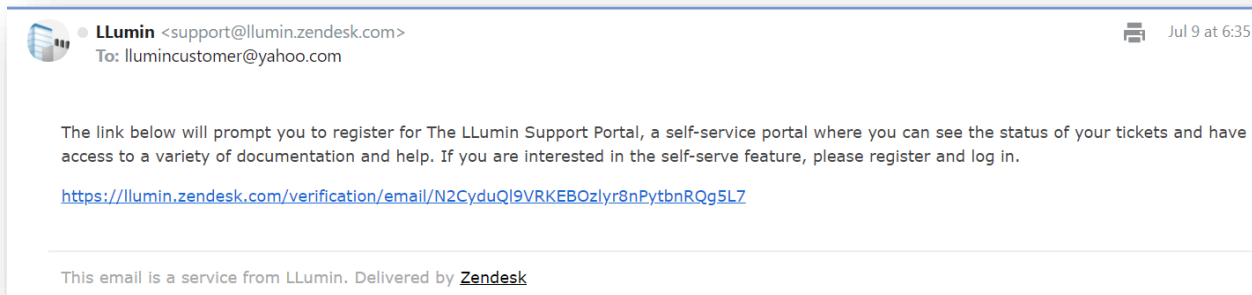 LLumin <support@llumin.zendesk.com>
Jul 9 at 6:35
To: llumincustomer@yahoo.com
The link below will prompt you to register for The LLumin Support Portal, a self-service portal where you can see the status of your tickets and have
access to a variety of documentation and help. If you are interested in the self-serve feature, please register and log in.
https://llumin.zendesk.com/verification/email/N2CyduQl9VRKEBOzlyr8nPytbnRQg5L7
This email is a service from LLumin. Delivered by Zendesk